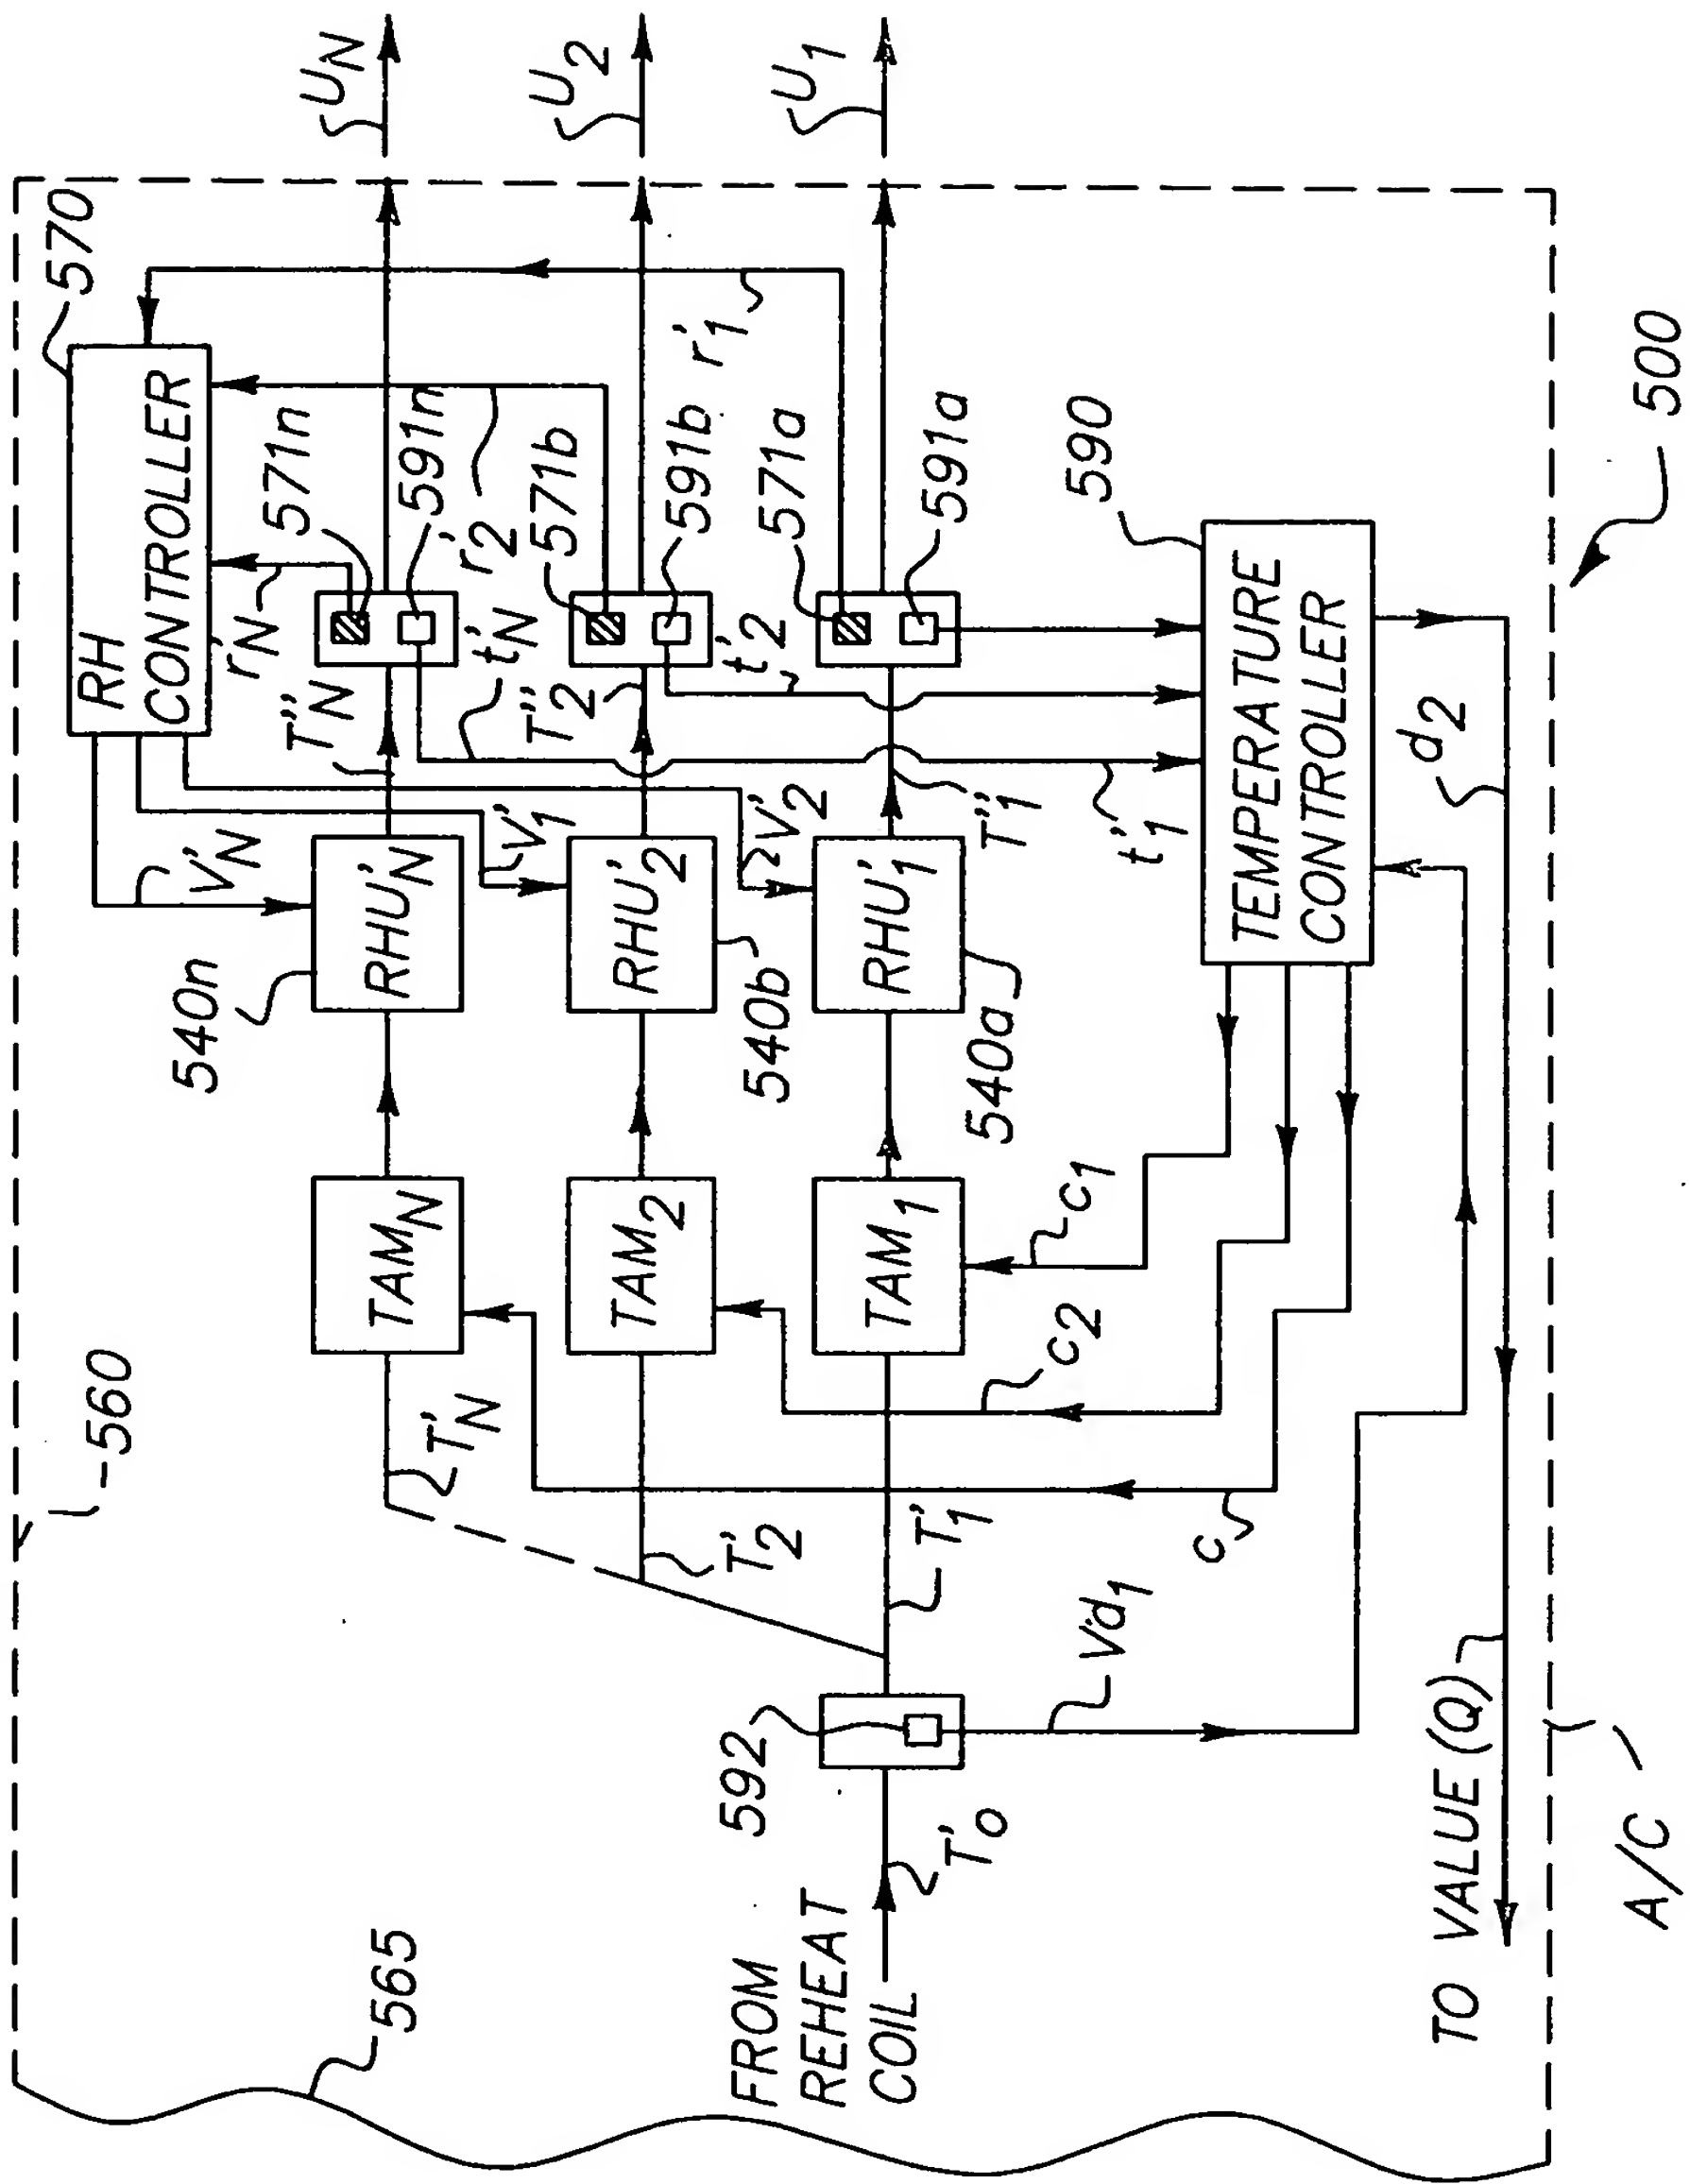 U_N
U_2
U_1
570
RH
CONTROLLER
r'_N
571n
591n
r'_2
571b
591b
r'_1
571a
591a
590
500
T''_N
t'_N
T''_2
t'_2
T''_1
t'_1
V'_N
V'_1
V'_2
TEMPERATURE
CONTROLLER
d_2
540n
RHU'_N
RHU'_2
540b
RHU'_1
540a
TAM_N
TAM_2
TAM_1
c_1
c_2
c
560
T'_N
T'_2
T'_1
Vd_1
592
T'_o
FROM
REHEAT
COIL
565
TO VALUE (Q)
A/C